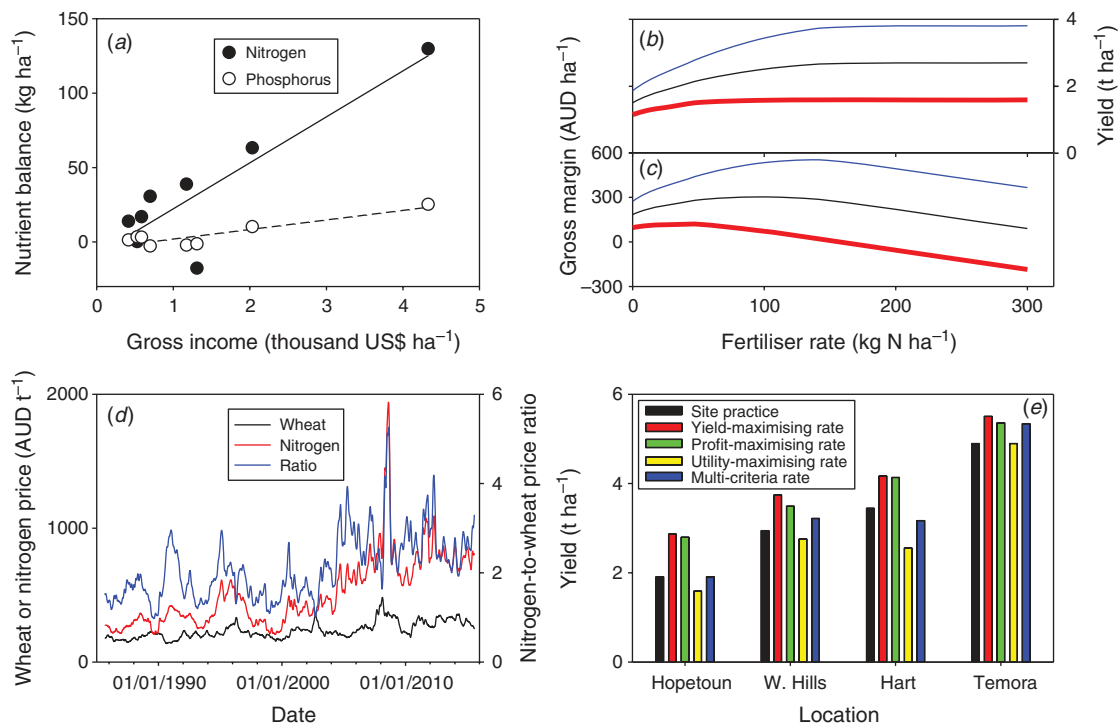 (a)
Nitrogen
Phosphorus
150
100
50
0
Nutrient balance (kg ha⁻¹)
0 1 2 3 4 5
Gross income (thousand US$ ha⁻¹)
(b)
4
2
0
Yield (t ha⁻¹)
(c)
600
300
0
–300
Gross margin (AUD ha⁻¹)
0 100 200 300
Fertiliser rate (kg N ha⁻¹)
(d)
Wheat
Nitrogen
Ratio
2000
1000
0
Wheat or nitrogen price (AUD t⁻¹)
6
4
2
0
Nitrogen-to-wheat price ratio
01/01/1990 01/01/2000 01/01/2010
Date
(e)
Site practice
Yield-maximising rate
Profit-maximising rate
Utility-maximising rate
Multi-criteria rate
6
4
2
0
Yield (t ha⁻¹)
Hopetoun W. Hills Hart Temora
Location